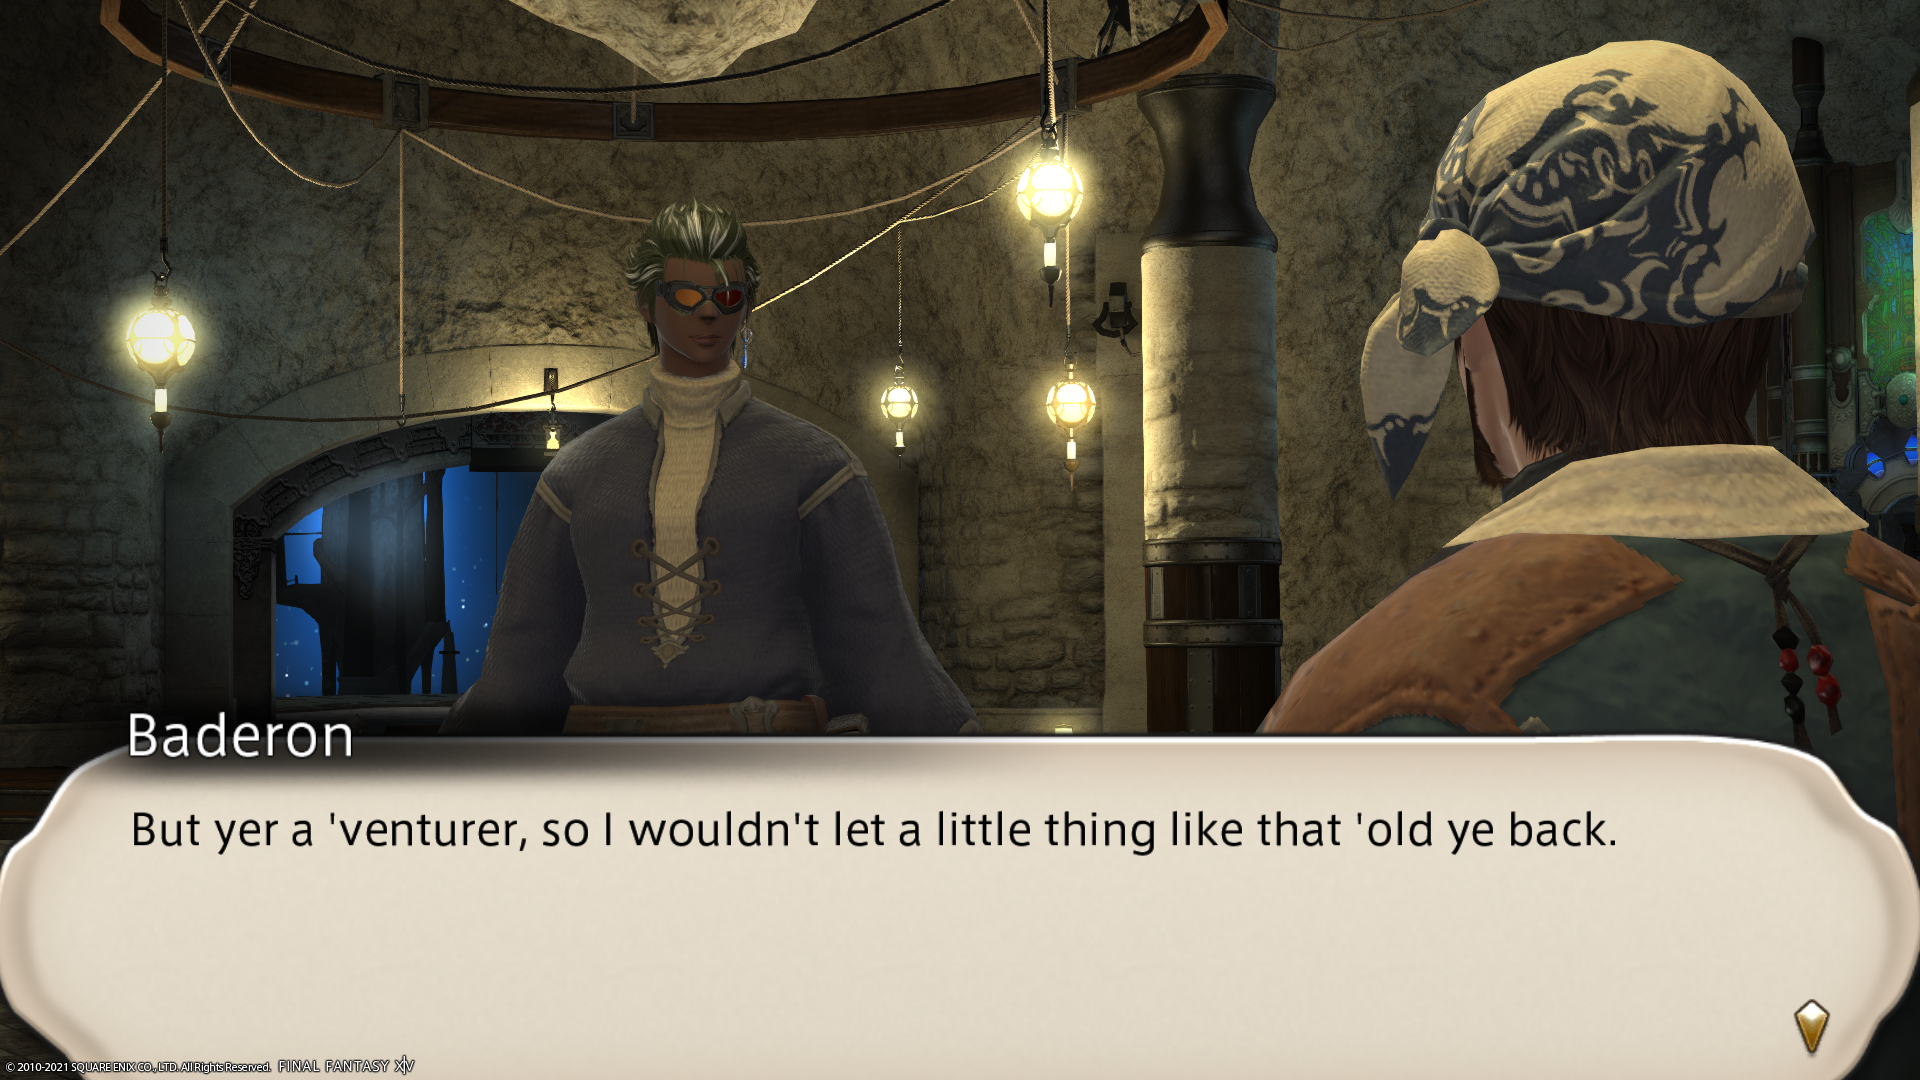 Baderon
But yer a 'venturer, so I wouldn't let a little thing like that 'old ye back.
© 2010-2021 SQUARE ENIX CO., LTD. All Rights Reserved. FINAL FANTASY XIV